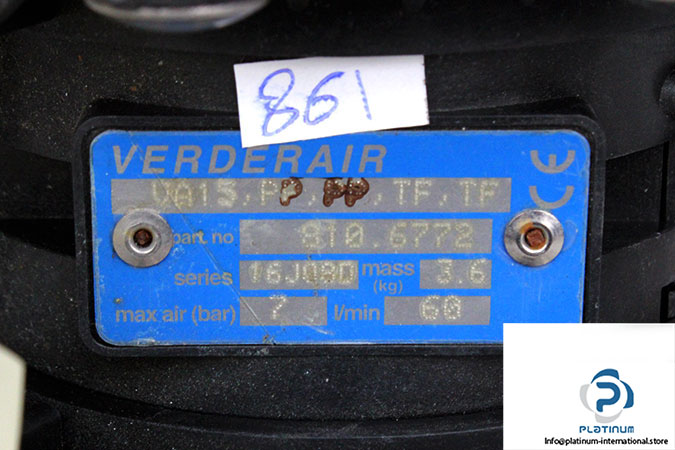 861
VERDERAIR
VA15, PP, PP, TF, TF
part. no 810.6772
series mass (kg) 3.6
max air (bar) 7 l/min 60
CE
PLATINUM
Info@platinum-international.store